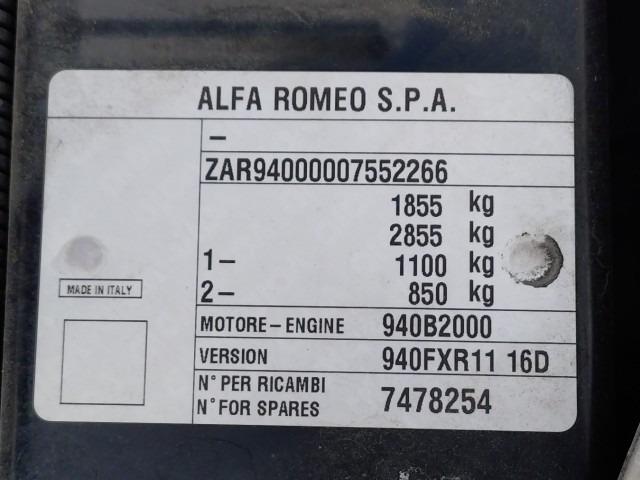 ALFA ROMEO S.P.A.
–
ZAR94000007552266
1855 kg
2855 kg
1– 1100 kg
2– 850 kg
MADE IN ITALY
MOTORE – ENGINE 940B2000
VERSION 940FXR11 16D
N° PER RICAMBI
N° FOR SPARES 7478254